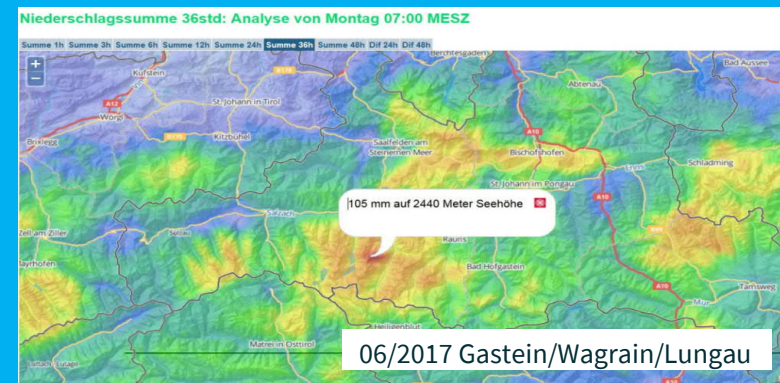 Niederschlagssumme 36std: Analyse von Montag 07:00 MESZ
Summe 1h Summe 3h Summe 6h Summe 12h Summe 24h Summe 36h Summe 48h Dif 24h Dif 48h
+
−
Berchtesgaden
Bad Aussee
Kufstein
Abtenau
A12
St. Johann in Tirol
Wörgl
A10
Kitzbühel
Brixlegg
Saalfelden am
Steinernen Meer
Bischofshofen
Schladming
St. Johann im Pongau
105 mm auf 2440 Meter Seehöhe
A10
Salzach
Zell am Ziller
Rauris
Mayrhofen
Bad Hofgastein
A10
Tamsweg
Mur
Heiligenblut
Matrei in Osttirol
06/2017 Gastein/Wagrain/Lungau
A10